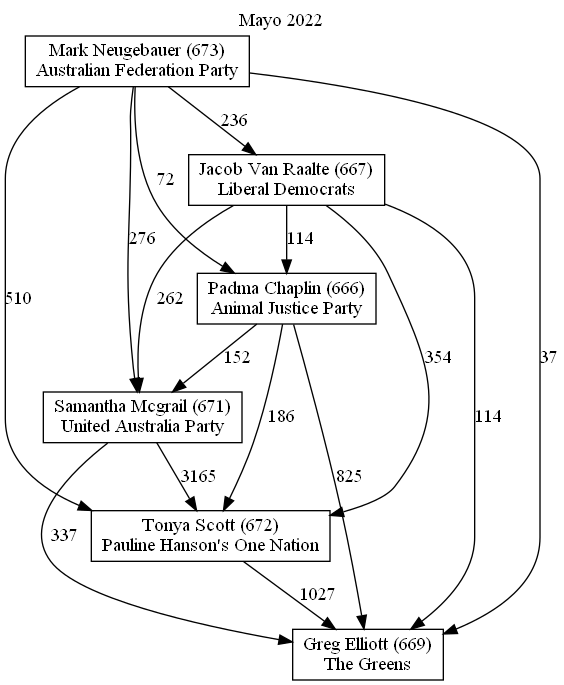 Mayo 2022
Mark Neugebauer (673)
Australian Federation Party
236
Jacob Van Raalte (667)
Liberal Democrats
72
276
262
114
Padma Chaplin (666)
Animal Justice Party
510
152
354
37
Samantha Mcgrail (671)
United Australia Party
186
114
3165
825
337
Tonya Scott (672)
Pauline Hanson's One Nation
1027
Greg Elliott (669)
The Greens